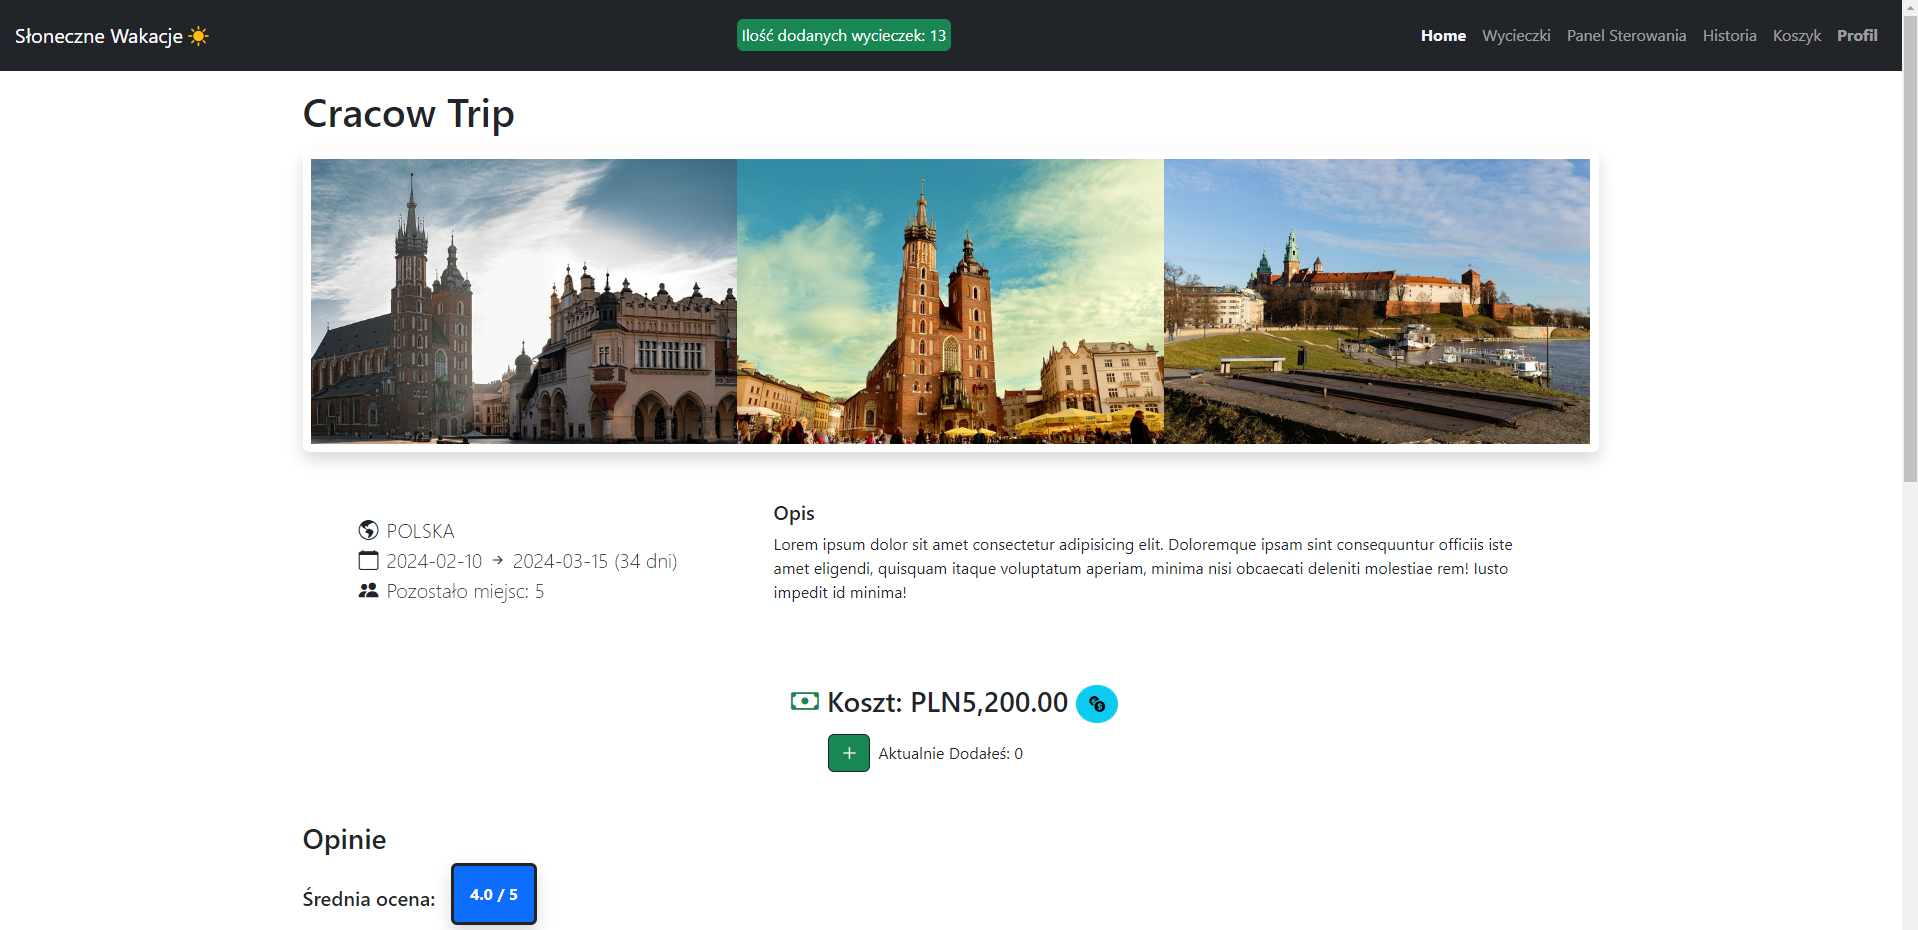 Słoneczne Wakacje
Ilość dodanych wycieczek: 13
Home Wycieczki Panel Sterowania Historia Koszyk Profil
Cracow Trip
POLSKA
2024-02-10 → 2024-03-15 (34 dni)
Pozostało miejsc: 5
Opis
Lorem ipsum dolor sit amet consectetur adipisicing elit. Doloremque ipsam sint consequuntur officiis iste
amet eligendi, quisquam itaque voluptatum aperiam, minima nisi obcaecati deleniti molestiae rem! Iusto
impedit id minima!
Koszt: PLN5,200.00
+ Aktualnie Dodałeś: 0
Opinie
Średnia ocena: 4.0 / 5